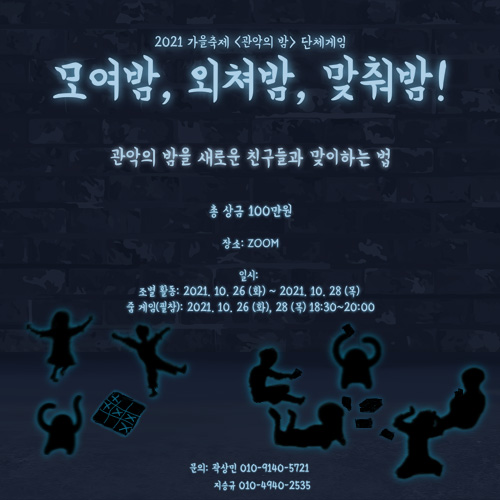 2021 가을축제 <관악의 밤> 단체게임
모여밤, 외쳐밤, 맞춰밤!
관악의 밤을 새로운 친구들과 맞이하는 법
총 상금 100만원
장소: ZOOM
일시:
조별 활동: 2021. 10. 26 (화) ~ 2021. 10. 28 (목)
줌 게임(필참): 2021. 10. 26 (화), 28 (목) 18:30~20:00
문의: 곽상민 010-9140-5721
지승규 010-4940-2535